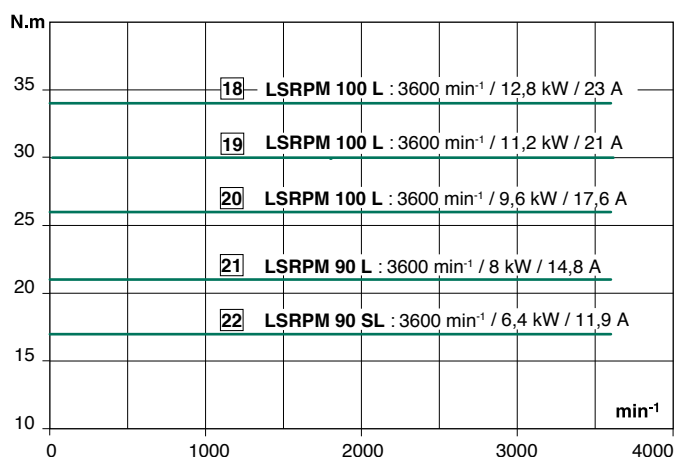 N.m
35
18 LSRPM 100 L : 3600 min⁻¹ / 12,8 kW / 23 A
30
19 LSRPM 100 L : 3600 min⁻¹ / 11,2 kW / 21 A
20 LSRPM 100 L : 3600 min⁻¹ / 9,6 kW / 17,6 A
25
21 LSRPM 90 L : 3600 min⁻¹ / 8 kW / 14,8 A
20
22 LSRPM 90 SL : 3600 min⁻¹ / 6,4 kW / 11,9 A
15
min⁻¹
10
0 1000 2000 3000 4000